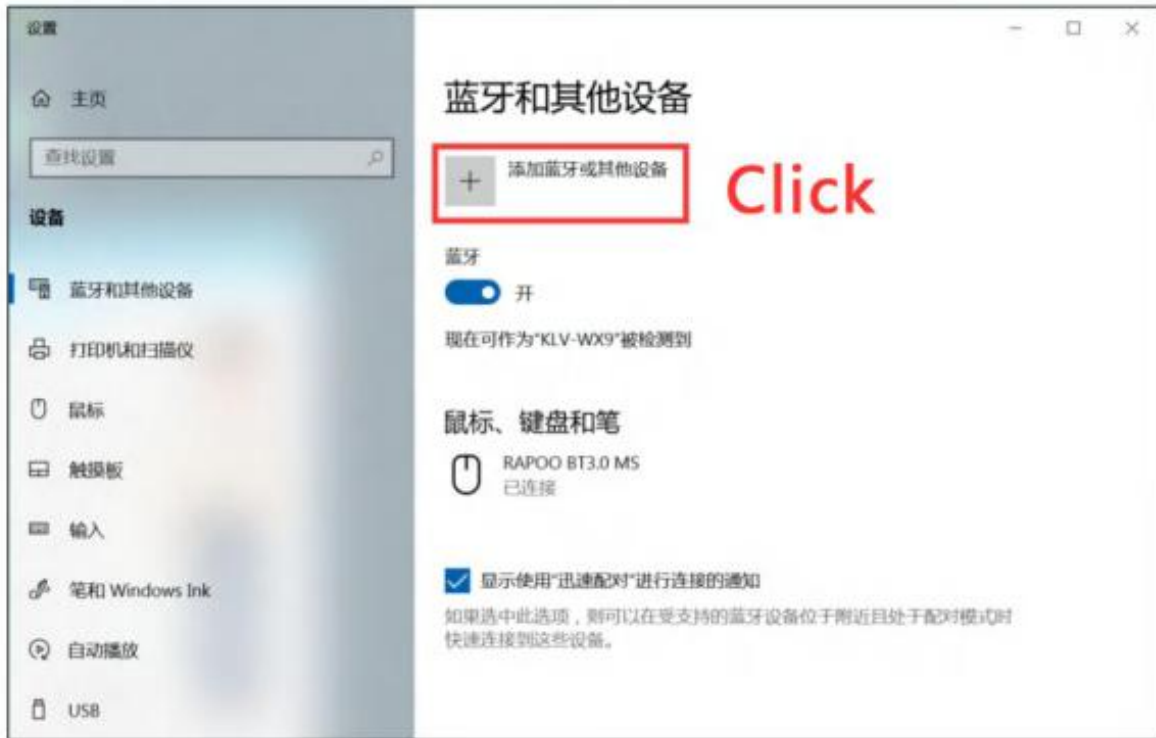 设置
主页
查找设置
设备
蓝牙和其他设备
打印机和扫描仪
鼠标
触摸板
输入
笔和 Windows Ink
自动播放
USB
蓝牙和其他设备
添加蓝牙或其他设备
Click
蓝牙
开
现在可作为"KLV-WX9"被检测到
鼠标、键盘和笔
RAPOO BT3.0 MS
已连接
显示使用"迅速配对"进行连接的通知
如果选中此选项，则可以在受支持的蓝牙设备位于附近且处于配对模式时
快速连接到这些设备。